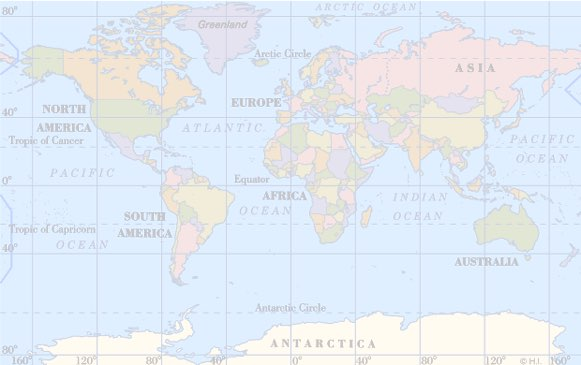 80°
ARCTIC OCEAN
Greenland
Arctic Circle
ASIA
EUROPE
NORTH
AMERICA
40°
ATLANTIC
Tropic of Cancer
PACIFIC
OCEAN
PACIFIC
Equator
0°
AFRICA
INDIAN
OCEAN
OCEAN
SOUTH
AMERICA
Tropic of Capricorn
OCEAN
40°
AUSTRALIA
Antarctic Circle
ANTARCTICA
80°
160° 120° 80° 40° 0° 40° 80° 120° 160°
© H.I.